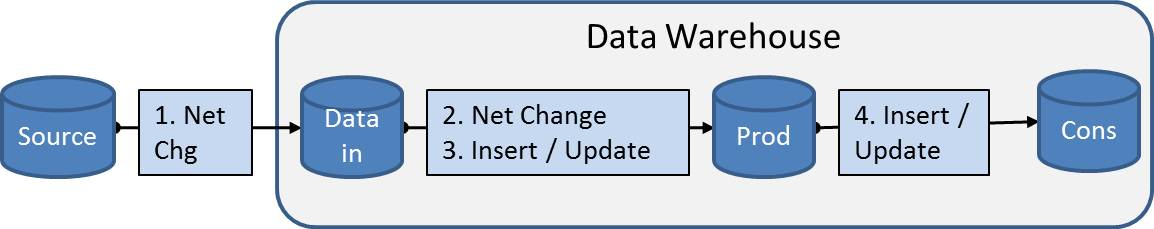 Data Warehouse
Source
1. Net
Chg
Data
in
2. Net Change
3. Insert / Update
Prod
4. Insert /
Update
Cons